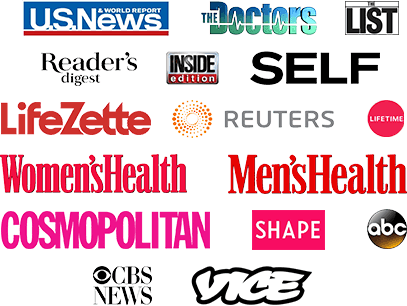 U.S.News
& WORLD REPORT
THE Doctors
THE LIST
Reader's
digest
INSIDE
edition
SELF
LifeZette
REUTERS
LIFETIME
Women'sHealth
Men'sHealth
COSMOPOLITAN
SHAPE
abc
CBS
NEWS
VICE